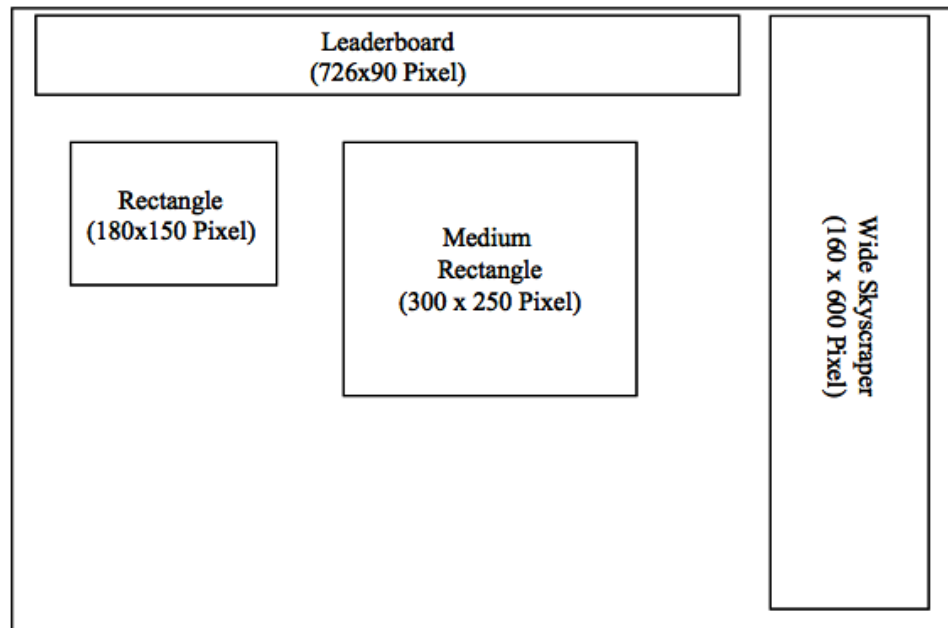 Leaderboard
(726x90 Pixel)
Rectangle
(180x150 Pixel)
Medium
Rectangle
(300 x 250 Pixel)
Wide Skyscraper
(160 x 600 Pixel)